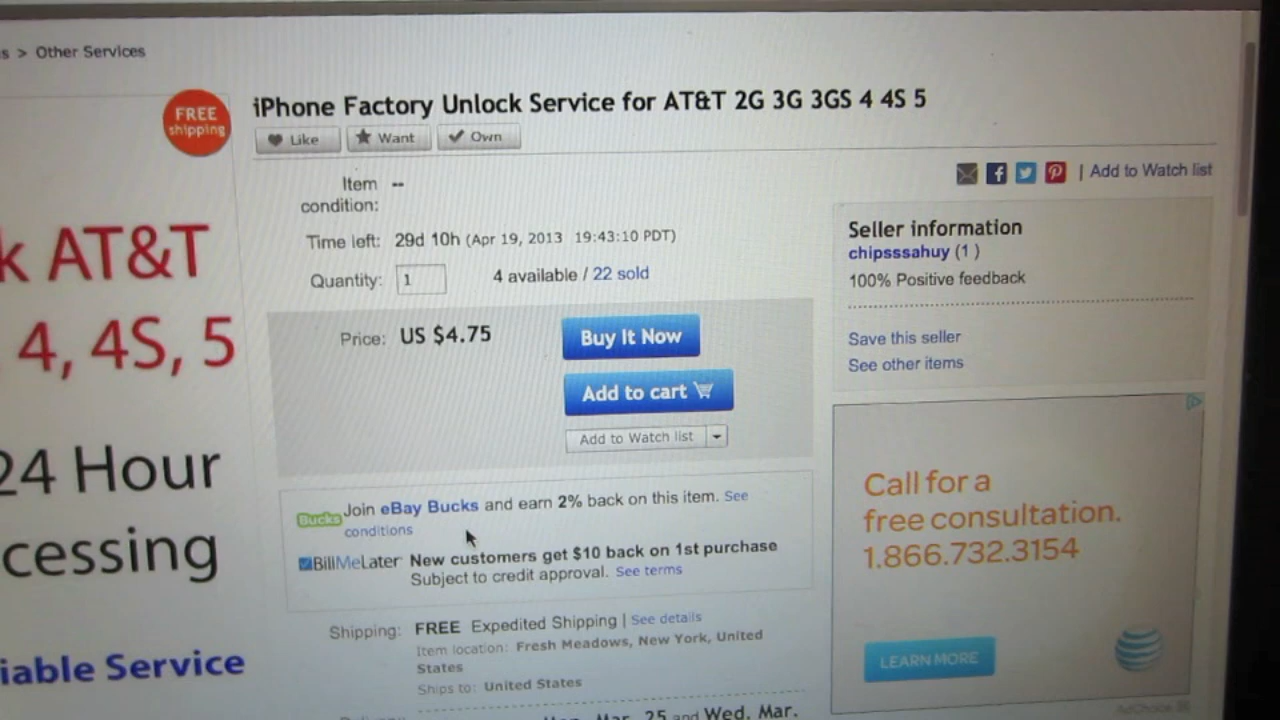 s > Other Services
FREE
shipping
iPhone Factory Unlock Service for AT&T 2G 3G 3GS 4 4S 5
Like
Want
Own
| Add to Watch list
k AT&T
4, 4S, 5
24 Hour
cessing
iable Service
Item
condition:
--
Time left: 29d 10h (Apr 19, 2013 19:43:10 PDT)
Quantity: 1 4 available / 22 sold
Price: US $4.75
Buy It Now
Add to cart
Add to Watch list
Bucks Join eBay Bucks and earn 2% back on this item. See
conditions
BillMeLater New customers get $10 back on 1st purchase
Subject to credit approval. See terms
Shipping: FREE Expedited Shipping | See details
Item location: Fresh Meadows, New York, United
States
Ships to: United States
Mar. 25 and Wed. Mar.
Seller information
chipsssahuy (1 )
100% Positive feedback
Save this seller
See other items
Call for a
free consultation.
1.866.732.3154
LEARN MORE